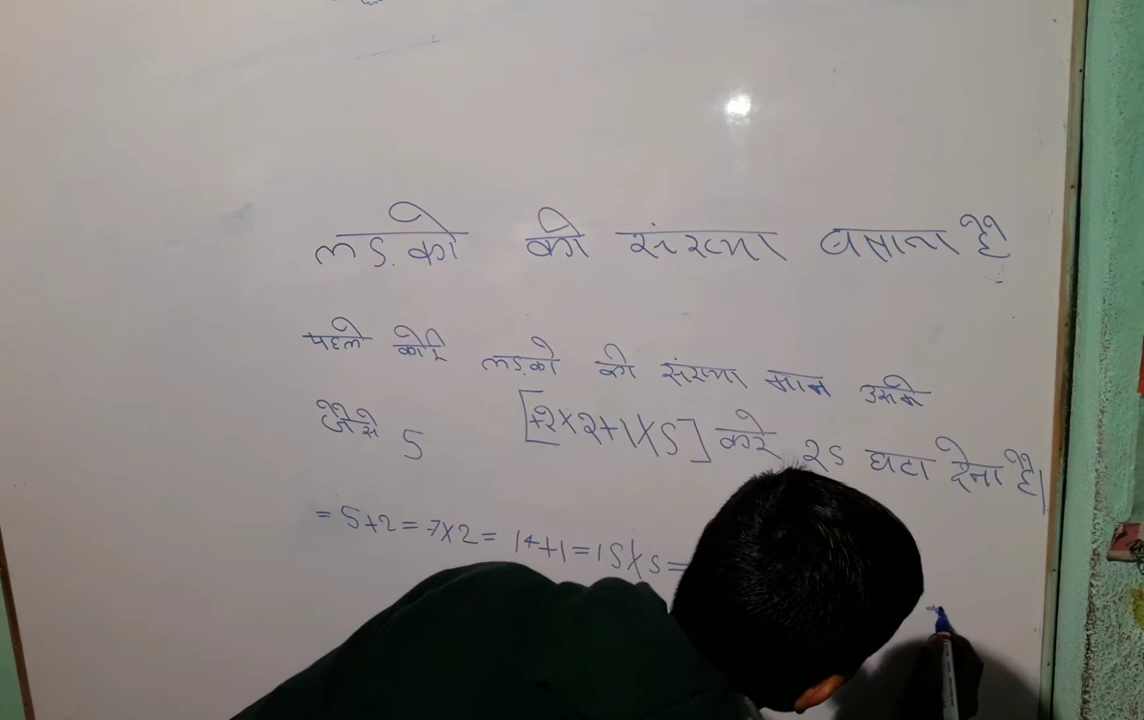 लड़को की संख्या बताना है
पहले कोई लड़को की संख्या मान उसमे
जैसे 5 [+2×2+1×5] करे 25 घटा देना है।
= 5+2 = 7×2 = 14+1 = 15×5 =